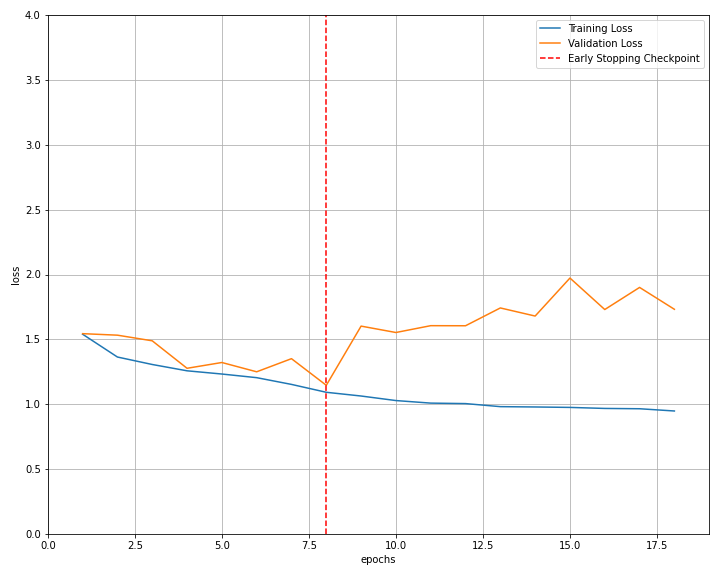 4.0
Training Loss
Validation Loss
Early Stopping Checkpoint
3.5
3.0
2.5
2.0
loss
1.5
1.0
0.5
0.0
0.0 2.5 5.0 7.5 10.0 12.5 15.0 17.5
epochs